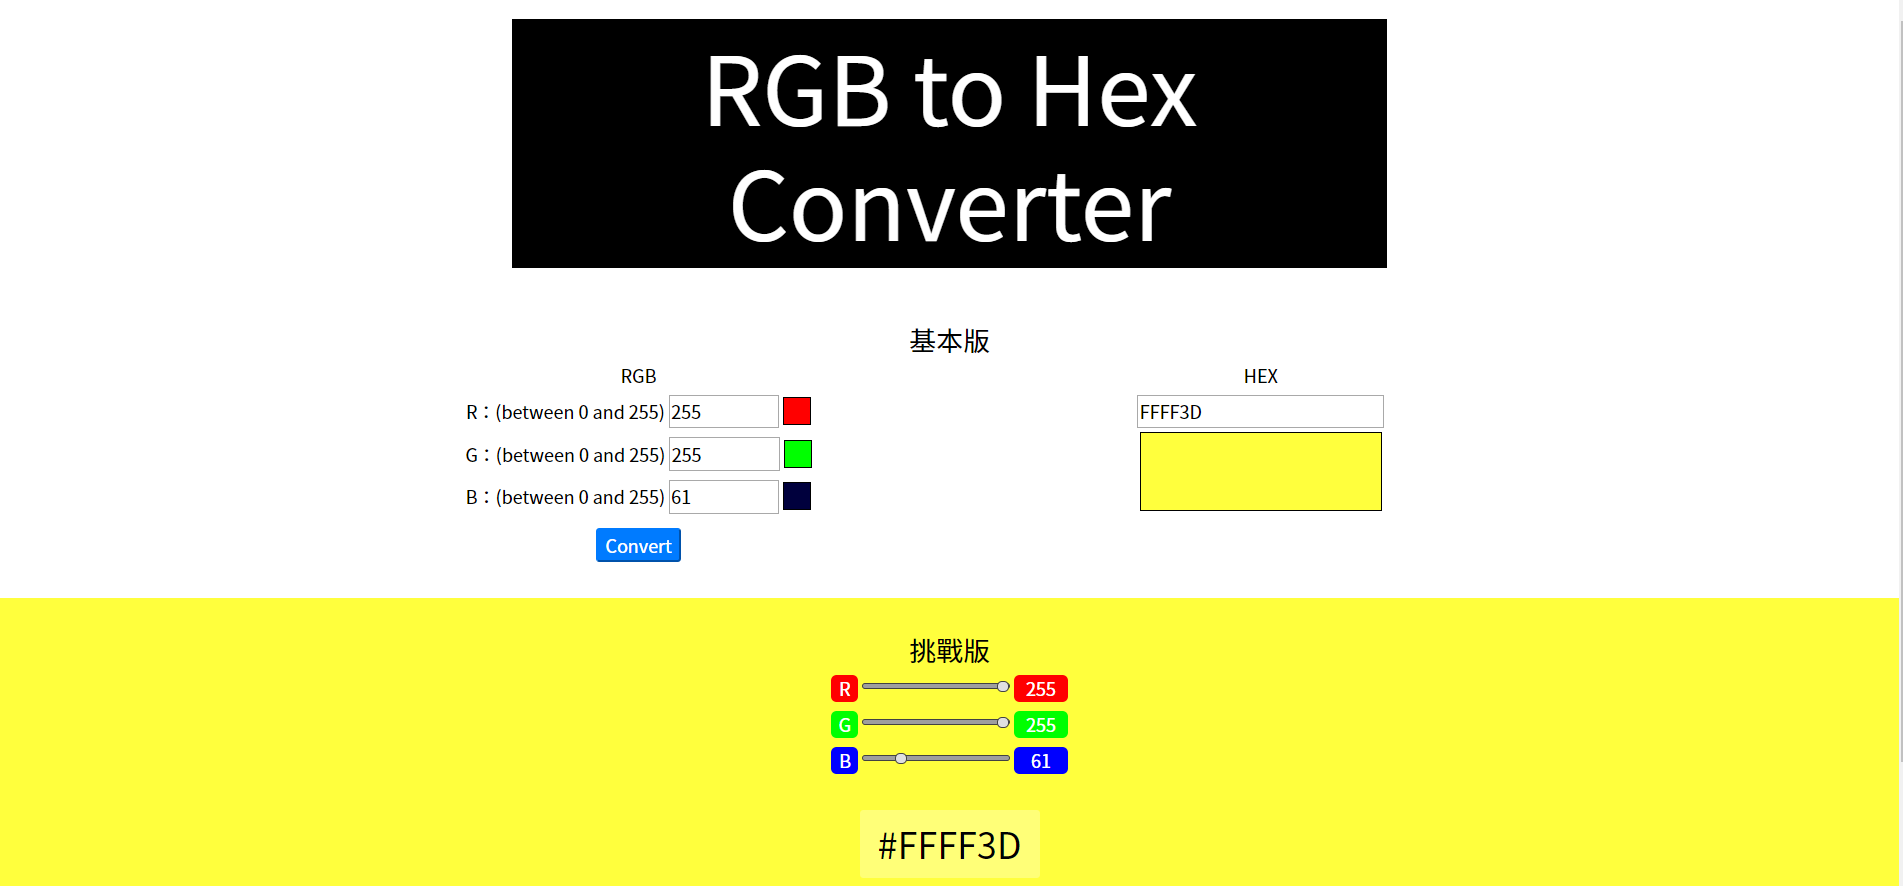 RGB to Hex
Converter
基本版
RGB
HEX
R：(between 0 and 255) 255
FFFF3D
G：(between 0 and 255) 255
B：(between 0 and 255) 61
Convert
挑戰版
R 255
G 255
B 61
#FFFF3D